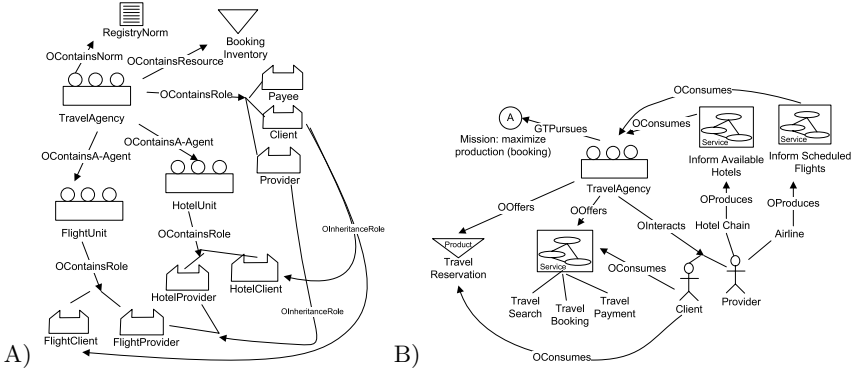 RegistryNorm
Booking
Inventory
OContainsNorm
OContainsResource
TravelAgency
OContainsRole
Payee
Client
Provider
OContainsA-Agent
OContainsA-Agent
FlightUnit
HotelUnit
OContainsRole
OInheritanceRole
OContainsRole
HotelProvider
HotelClient
OInheritanceRole
FlightClient
FlightProvider
A)
A
Mission: maximize
production (booking)
GTPursues
OConsumes
OConsumes
Service
Service
Inform Available
Hotels
Inform Scheduled
Flights
TravelAgency
OOffers
OOffers
OInteracts
OProduces
OProduces
Hotel Chain
Airline
Product
Travel
Reservation
Service
OConsumes
Travel
Search
Travel
Booking
Travel
Payment
Client
Provider
OConsumes
B)